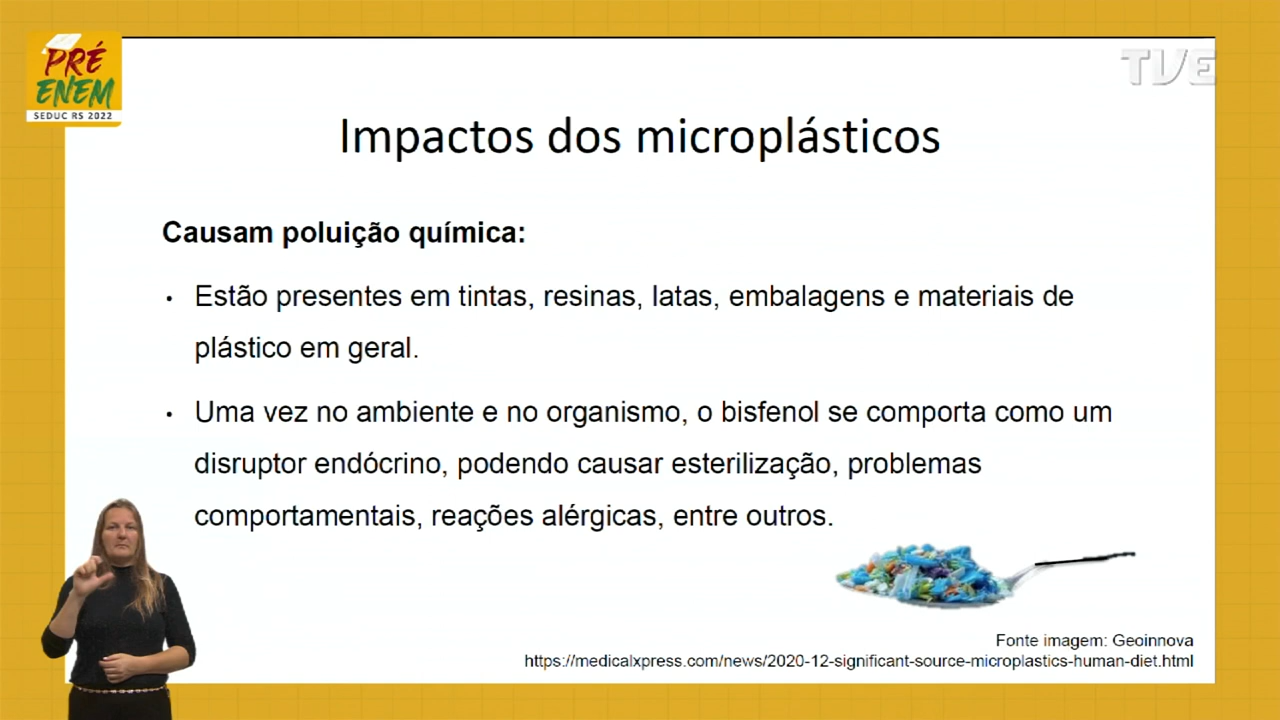 PRÉ
ENEM
SEDUC RS 2022
TVE
Impactos dos microplásticos
Causam poluição química:
• Estão presentes em tintas, resinas, latas, embalagens e materiais de
plástico em geral.
• Uma vez no ambiente e no organismo, o bisfenol se comporta como um
disruptor endócrino, podendo causar esterilização, problemas
comportamentais, reações alérgicas, entre outros.
Fonte imagem: Geoinnova
https://medicalxpress.com/news/2020-12-significant-source-microplastics-human-diet.html